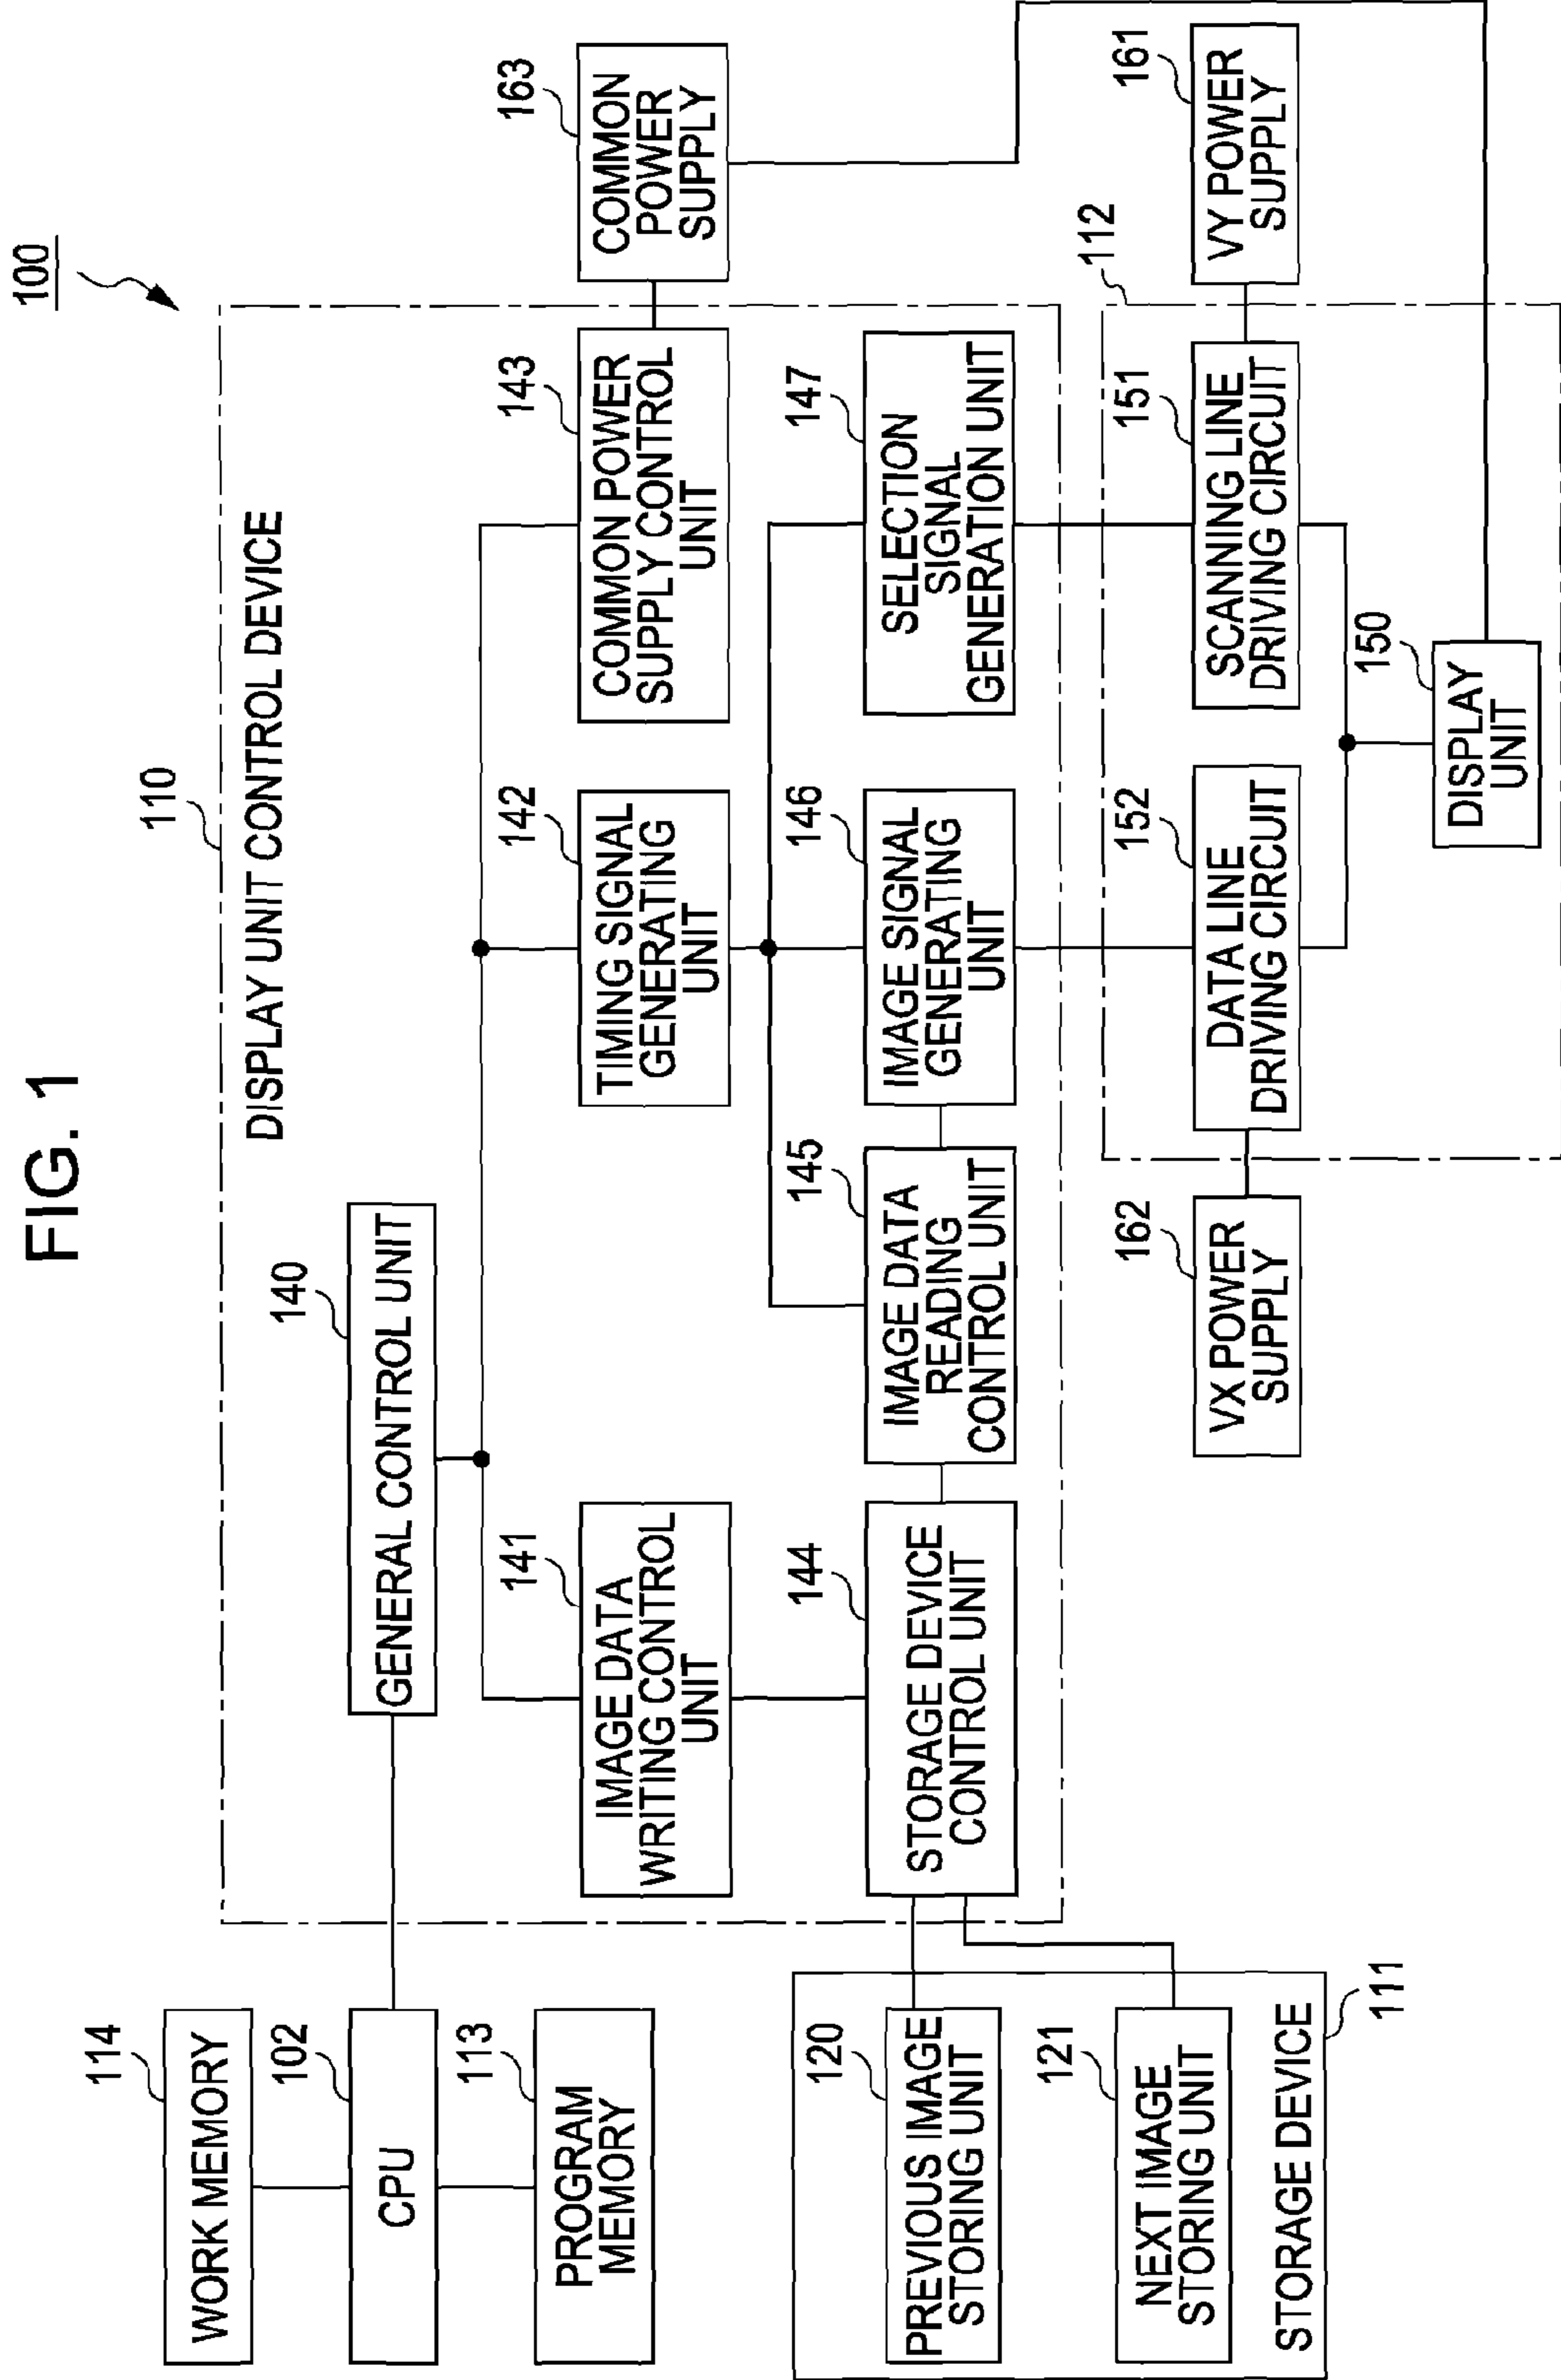 FIG. 1
100
114
WORK MEMORY
102
CPU
113
PROGRAM
MEMORY
110
DISPLAY UNIT CONTROL DEVICE
140
GENERAL CONTROL UNIT
141
IMAGE DATA
WRITING CONTROL
UNIT
142
TIMING SIGNAL
GENERATING
UNIT
143
COMMON POWER
SUPPLY CONTROL
UNIT
163
COMMON
POWER
SUPPLY
144
STORAGE DEVICE
CONTROL UNIT
145
IMAGE DATA
READING
CONTROL UNIT
146
IMAGE SIGNAL
GENERATING
UNIT
147
SELECTION
SIGNAL
GENERATION UNIT
120
PREVIOUS IMAGE
STORING UNIT
121
NEXT IMAGE
STORING UNIT
STORAGE DEVICE
111
112
162
VX POWER
SUPPLY
152
DATA LINE
DRIVING CIRCUIT
151
SCANNING LINE
DRIVING CIRCUIT
161
VY POWER
SUPPLY
150
DISPLAY
UNIT